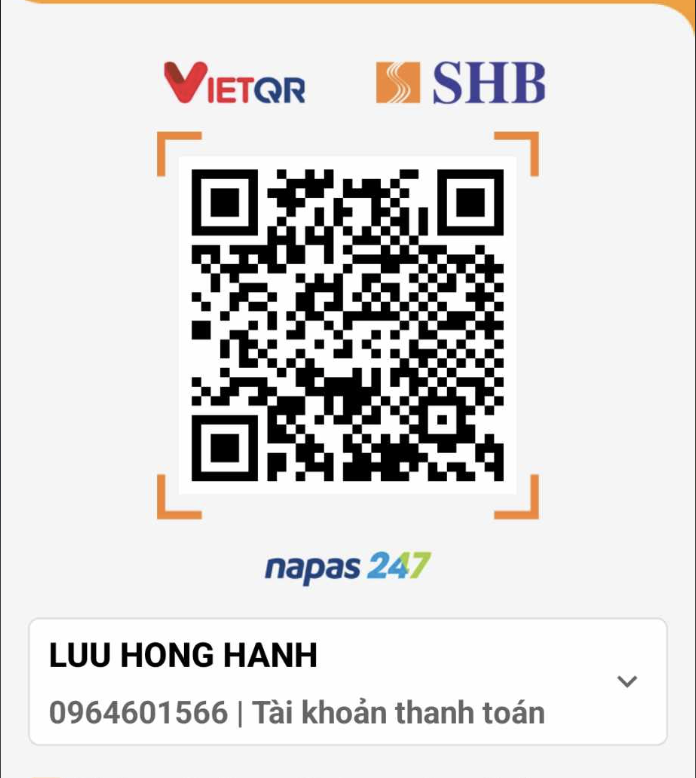 VIETQR SHB
napas 247
LUU HONG HANH
0964601566 | Tài khoản thanh toán